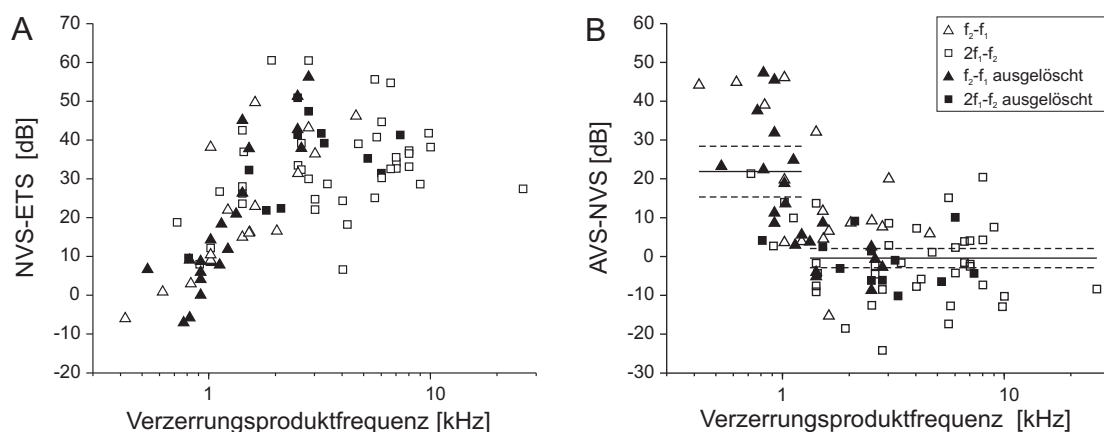 A
NVS-ETS [dB]
70
60
50
40
30
20
10
0
-10
-20
1
10
Verzerrungsproduktfrequenz [kHz]
B
AVS-NVS [dB]
60
50
40
30
20
10
0
-10
-20
-30
1
10
Verzerrungsproduktfrequenz [kHz]
f₂-f₁
2f₁-f₂
f₂-f₁ ausgelöscht
2f₁-f₂ ausgelöscht